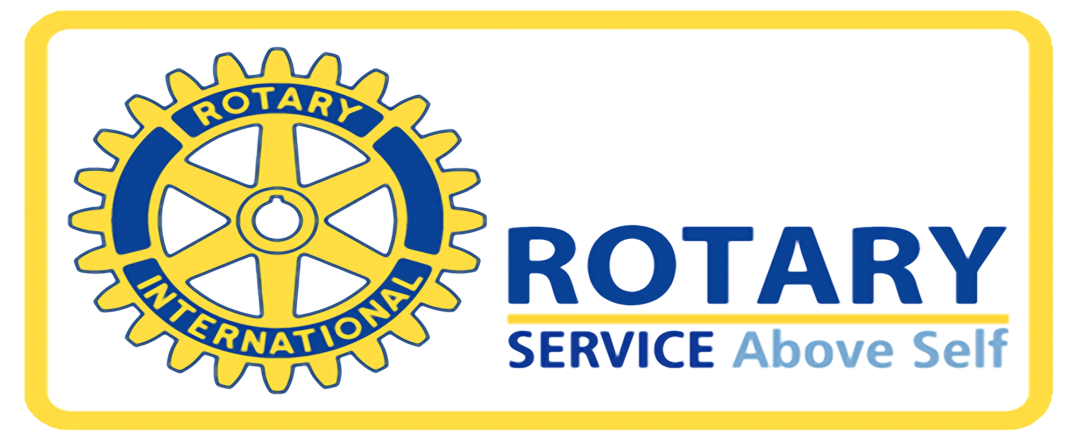 ROTARY
INTERNATIONAL
ROTARY
SERVICE Above Self